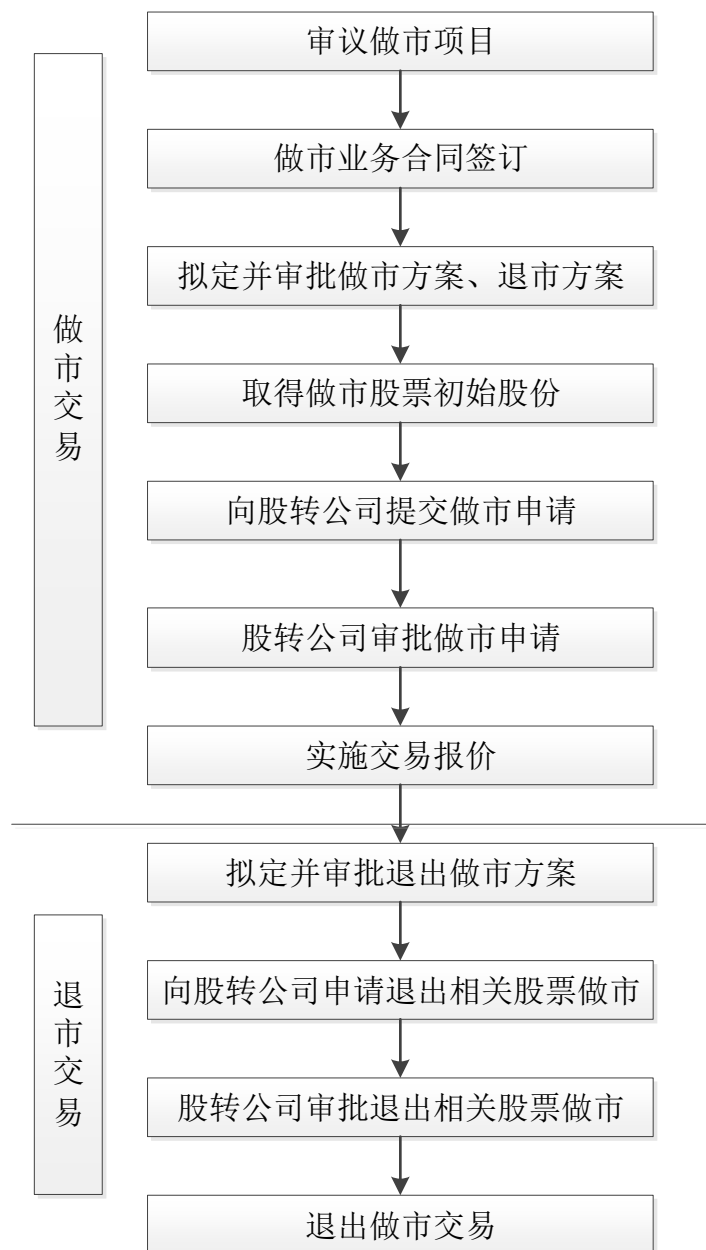 做市交易
审议做市项目
做市业务合同签订
拟定并审批做市方案、退市方案
取得做市股票初始股份
向股转公司提交做市申请
股转公司审批做市申请
实施交易报价
退市交易
拟定并审批退出做市方案
向股转公司申请退出相关股票做市
股转公司审批退出相关股票做市
退出做市交易